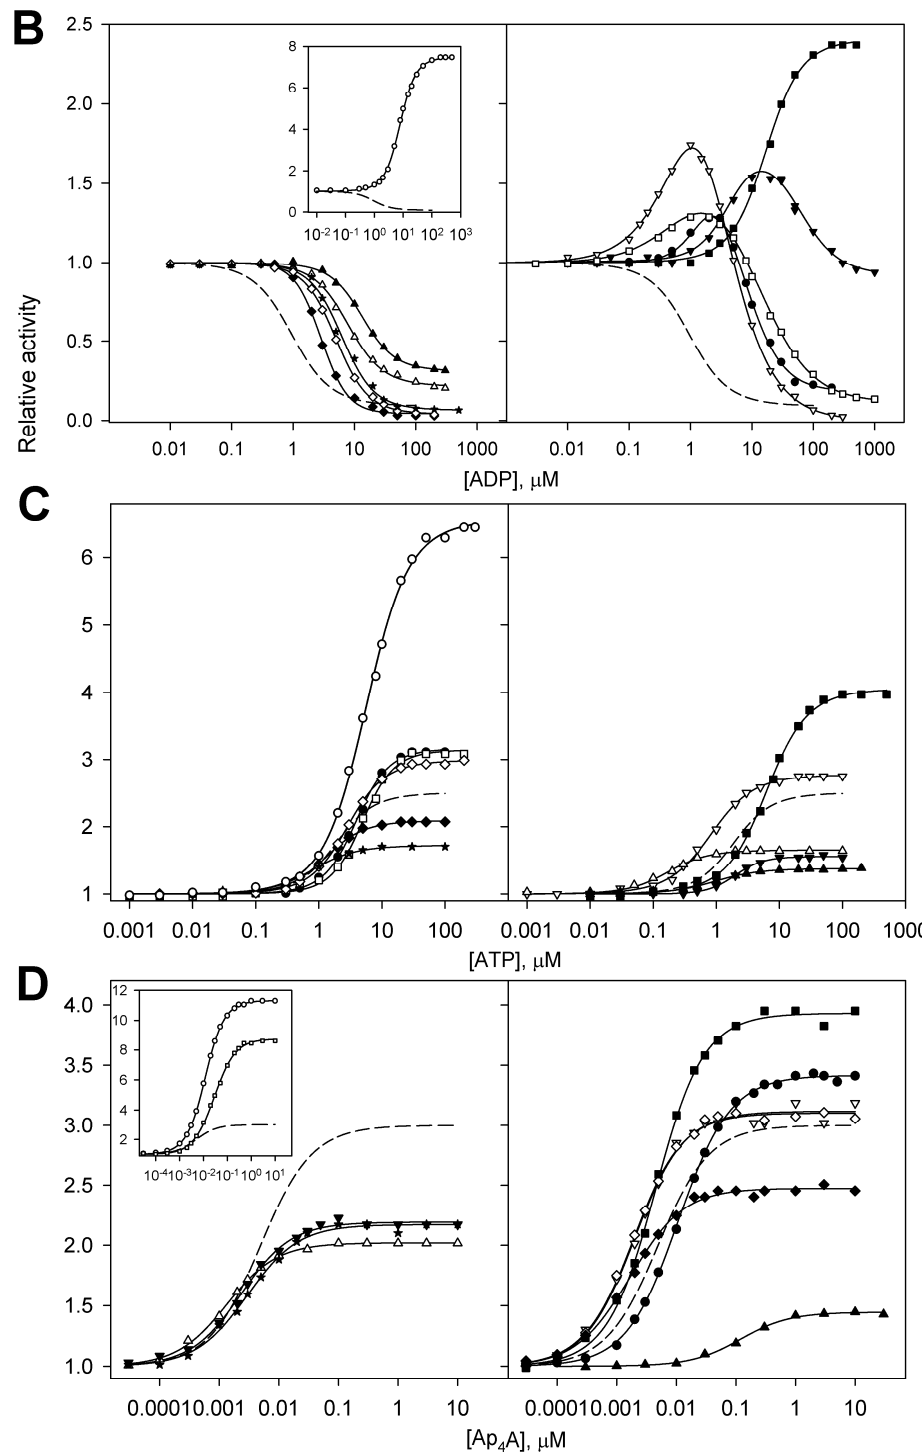 B
2.5
2.0
1.5
1.0
0.5
0.0
Relative activity
8
6
4
2
0
10-2 10-1 100 101 102 103
0.01 0.1 1 10 100 1000
0.01 0.1 1 10 100 1000
[ADP], μM
C
6
5
4
3
2
1
0.001 0.01 0.1 1 10 100
0.001 0.01 0.1 1 10 100 100
[ATP], μM
D
4.0
3.5
3.0
2.5
2.0
1.5
1.0
12
10
8
6
4
2
10-4 10-3 10-2 10-1 100 101
0.0001 0.001 0.01 0.1 1 10
0.0001 0.001 0.01 0.1 1 10
[Ap4A], μM